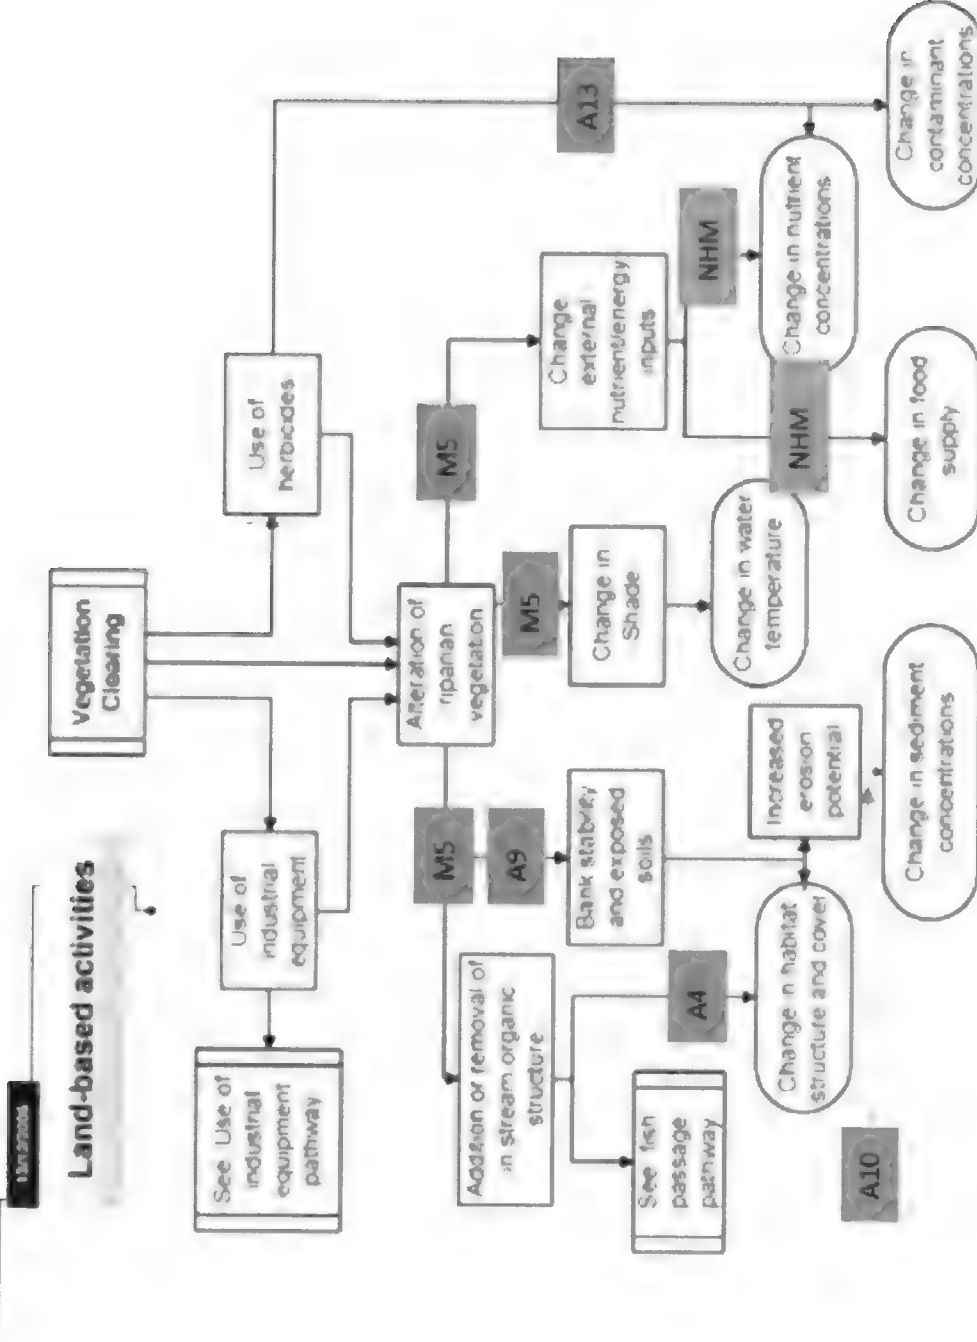 Land-based activities
Vegetation
Clearing
Use of
industrial
equipment
Use of
herbicides
See Use of
industrial
equipment
pathway
Alteration of
riparian
vegetation
M5
M5
M5
A9
A13
Addition or removal of
in stream organic
structure
Bank stability
and exposed
soils
Change in
Shade
Change
external
nutrient/energy
inputs
See fish
passage
pathway
A4
NHM
NHM
Increased
erosion
potential
Change in habitat
structure and cover
Change in water
temperature
Change in nutrient
concentrations
A10
Change in sediment
concentrations
Change in food
supply
Change in
contaminant
concentrations